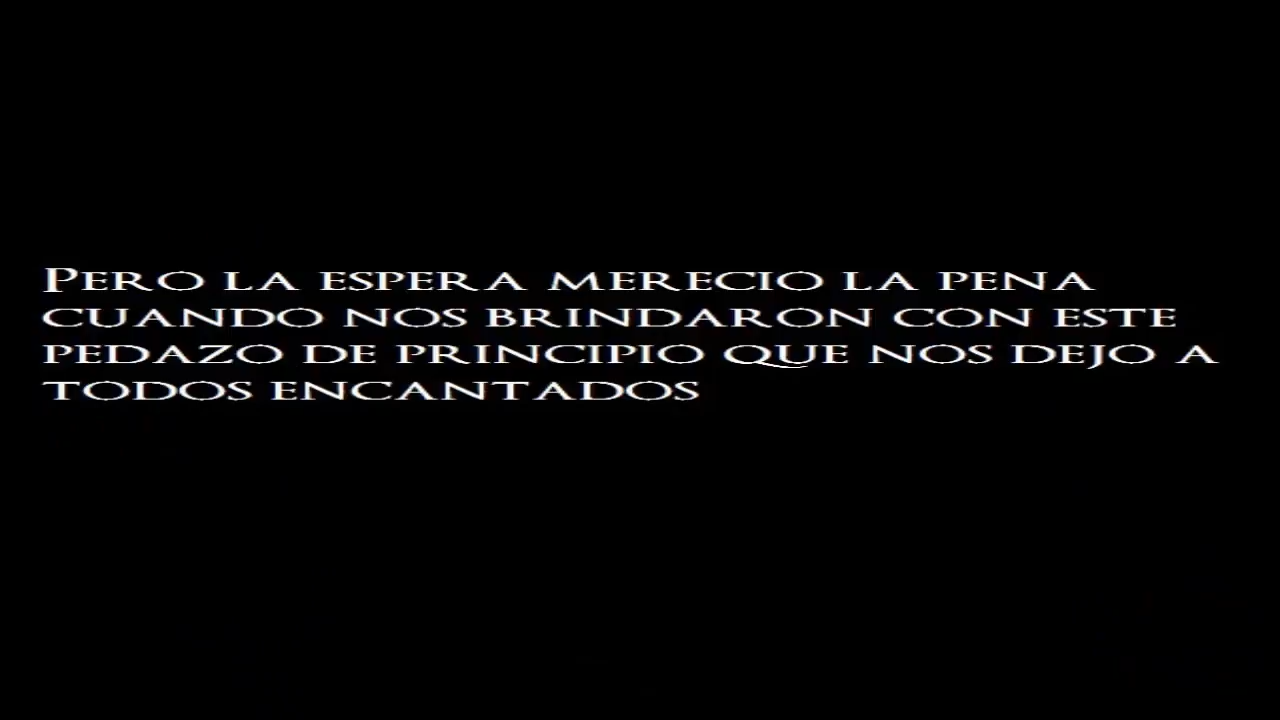 Pero la espera merecio la pena
cuando nos brindaron con este
pedazo de principio que nos dejo a
todos encantados